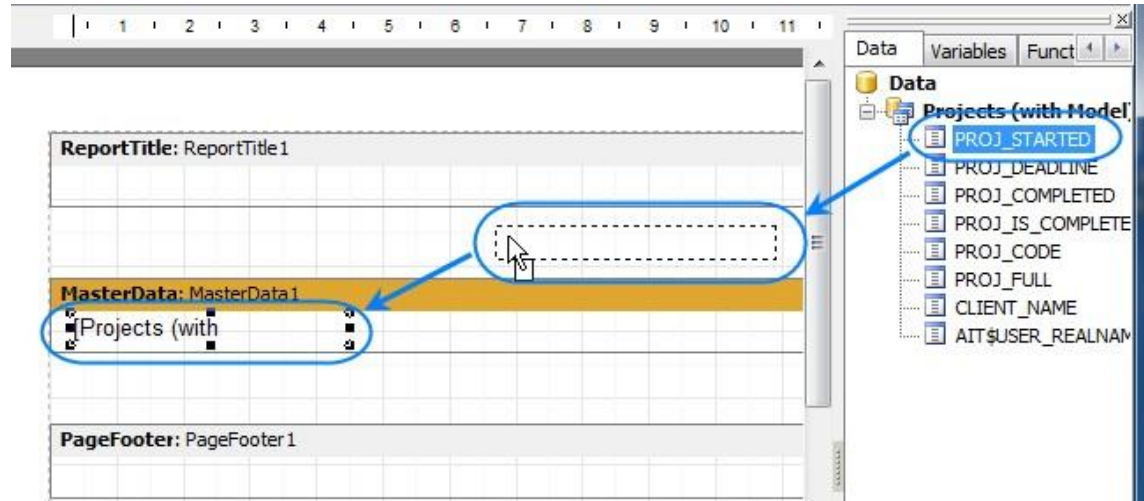 1 2 3 4 5 6 7 8 9 10 11
Data Variables Funct
Data
Projects (with Model
PROJ_STARTED
PROJ_DEADLINE
PROJ_COMPLETED
PROJ_IS_COMPLETE
PROJ_CODE
PROJ_FULL
CLIENT_NAME
AIT$USER_REALNAM
ReportTitle: ReportTitle1
MasterData: MasterData1
[Projects (with
PageFooter: PageFooter1